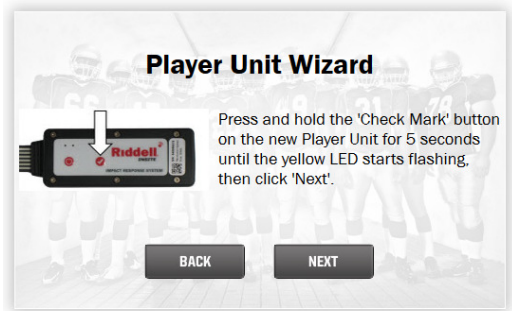 Player Unit Wizard
Press and hold the 'Check Mark' button
on the new Player Unit for 5 seconds
until the yellow LED starts flashing,
then click 'Next'.
Riddell
IMPACT RESPONSE SYSTEM
BACK
NEXT